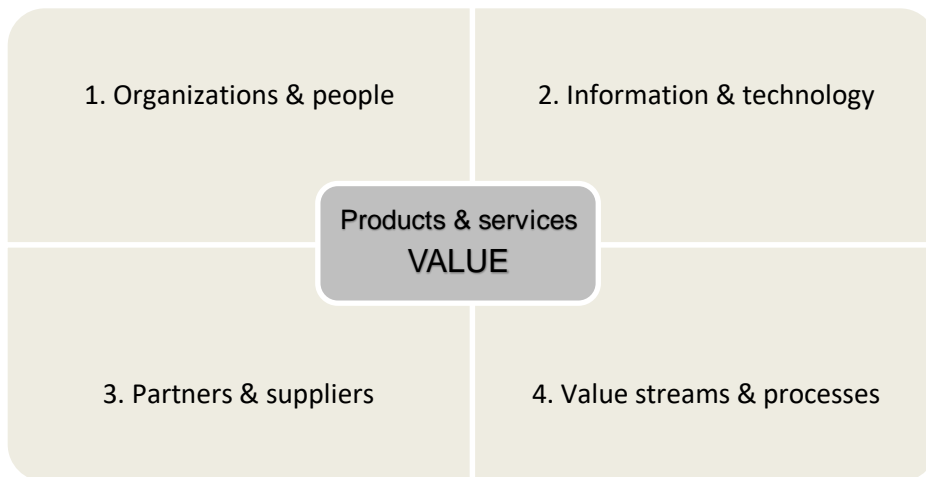 1. Organizations & people
2. Information & technology
Products & services
VALUE
3. Partners & suppliers
4. Value streams & processes